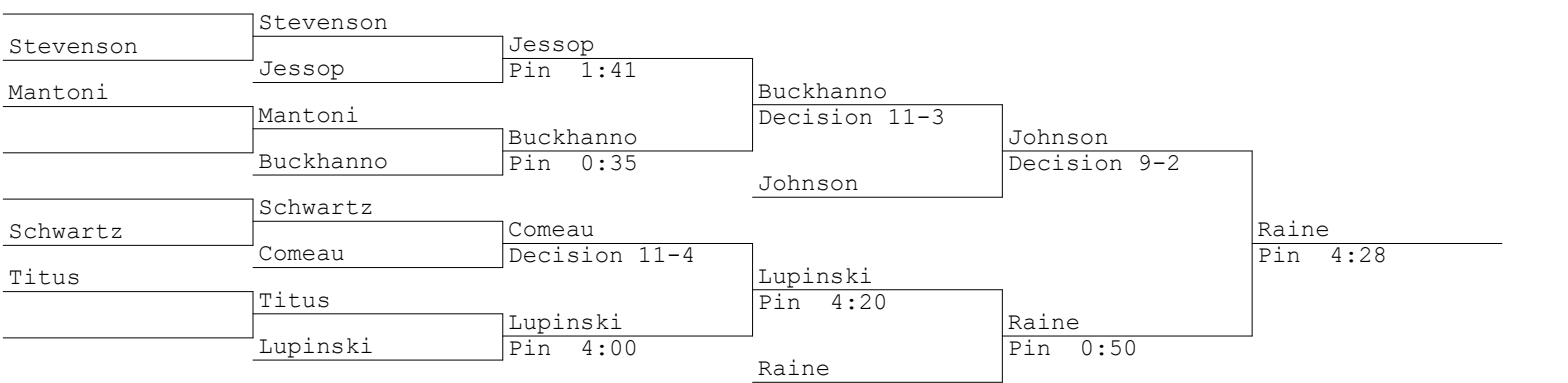 Stevenson
Mantoni
Schwartz
Titus
Stevenson
Jessop
Mantoni
Buckhanno
Schwartz
Comeau
Titus
Lupinski
Jessop
Pin 1:41
Buckhanno
Pin 0:35
Comeau
Decision 11-4
Lupinski
Pin 4:00
Buckhanno
Decision 11-3
Johnson
Lupinski
Pin 4:20
Raine
Johnson
Decision 9-2
Raine
Pin 0:50
Raine
Pin 4:28